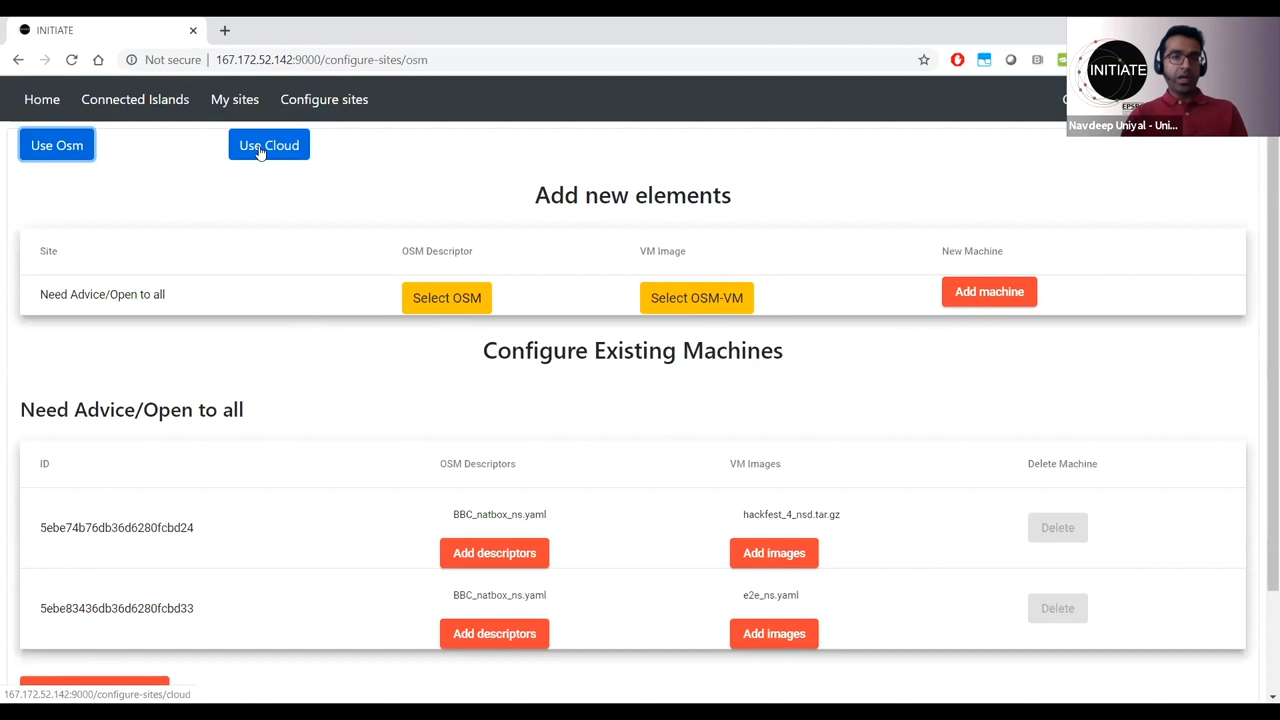 INITIATE
Not secure
167.172.52.142:9000/configure-sites/osm
Home
Connected Islands
My sites
Configure sites
INITIATE
EPSRC
Navdeep Uniyal - Uni...
Use Osm
Use Cloud
Add new elements
Site
OSM Descriptor
VM Image
New Machine
Need Advice/Open to all
Select OSM
Select OSM-VM
Add machine
Configure Existing Machines
Need Advice/Open to all
ID
OSM Descriptors
VM Images
Delete Machine
5ebe74b76db36d6280fcbd24
BBC_natbox_ns.yaml
Add descriptors
hackfest_4_nsd.tar.gz
Add images
Delete
5ebe83436db36d6280fcbd33
BBC_natbox_ns.yaml
Add descriptors
e2e_ns.yaml
Add images
Delete
167.172.52.142:9000/configure-sites/cloud